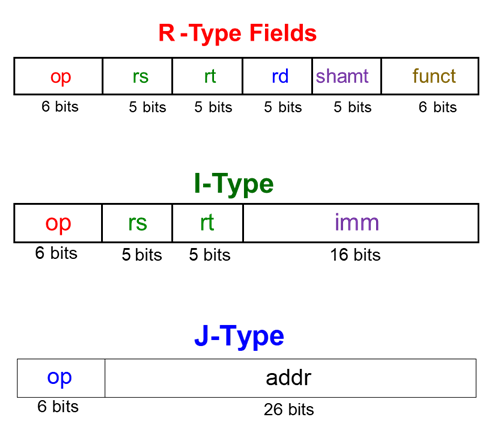 R-Type Fields
op rs rt rd shamt funct
6 bits 5 bits 5 bits 5 bits 5 bits 6 bits
I-Type
op rs rt imm
6 bits 5 bits 5 bits 16 bits
J-Type
op addr
6 bits 26 bits